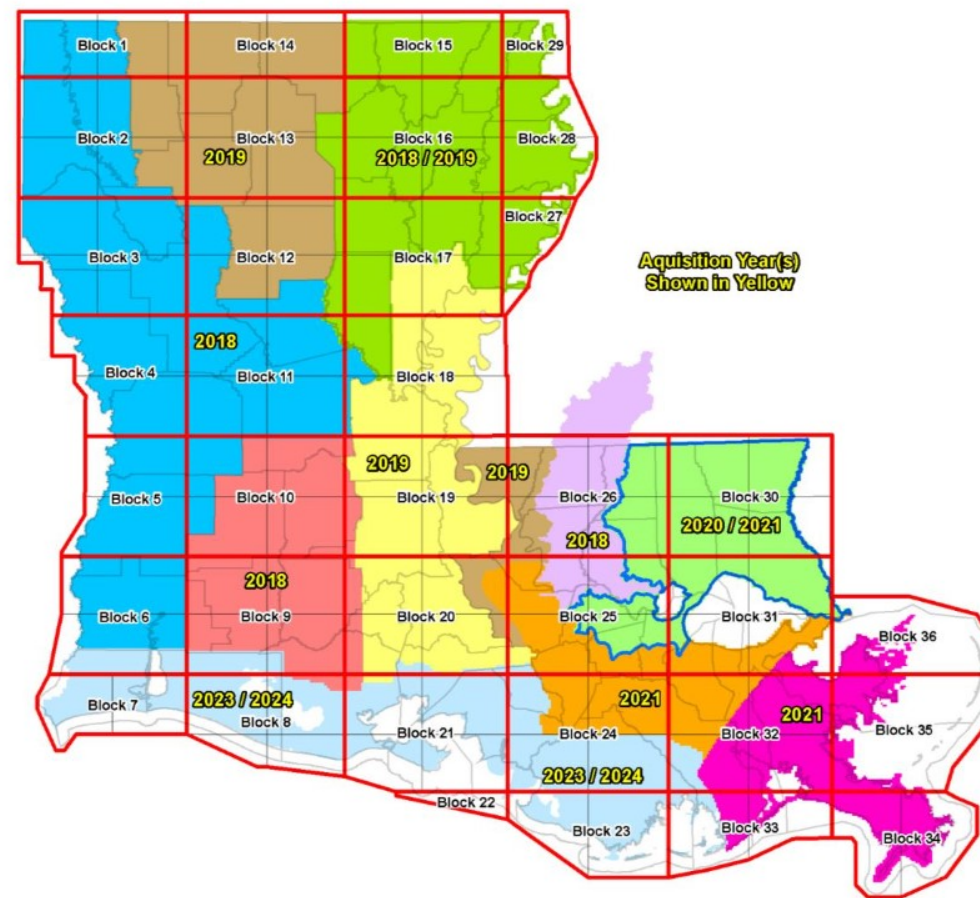 Block 1
Block 14
Block 15
Block 29
Block 2
Block 13
Block 16
Block 28
2019
2018 / 2019
Block 27
Block 3
Block 12
Block 17
Aquisition Year(s)
Shown in Yellow
2018
Block 4
Block 11
Block 18
2019
2019
Block 5
Block 10
Block 19
Block 26
Block 30
2020 / 2021
2018
2018
Block 6
Block 9
Block 20
Block 25
Block 31
Block 36
2023 / 2024
2021
2021
Block 7
Block 8
Block 21
Block 24
Block 32
Block 35
2023 / 2024
Block 22
Block 23
Block 33
Block 34